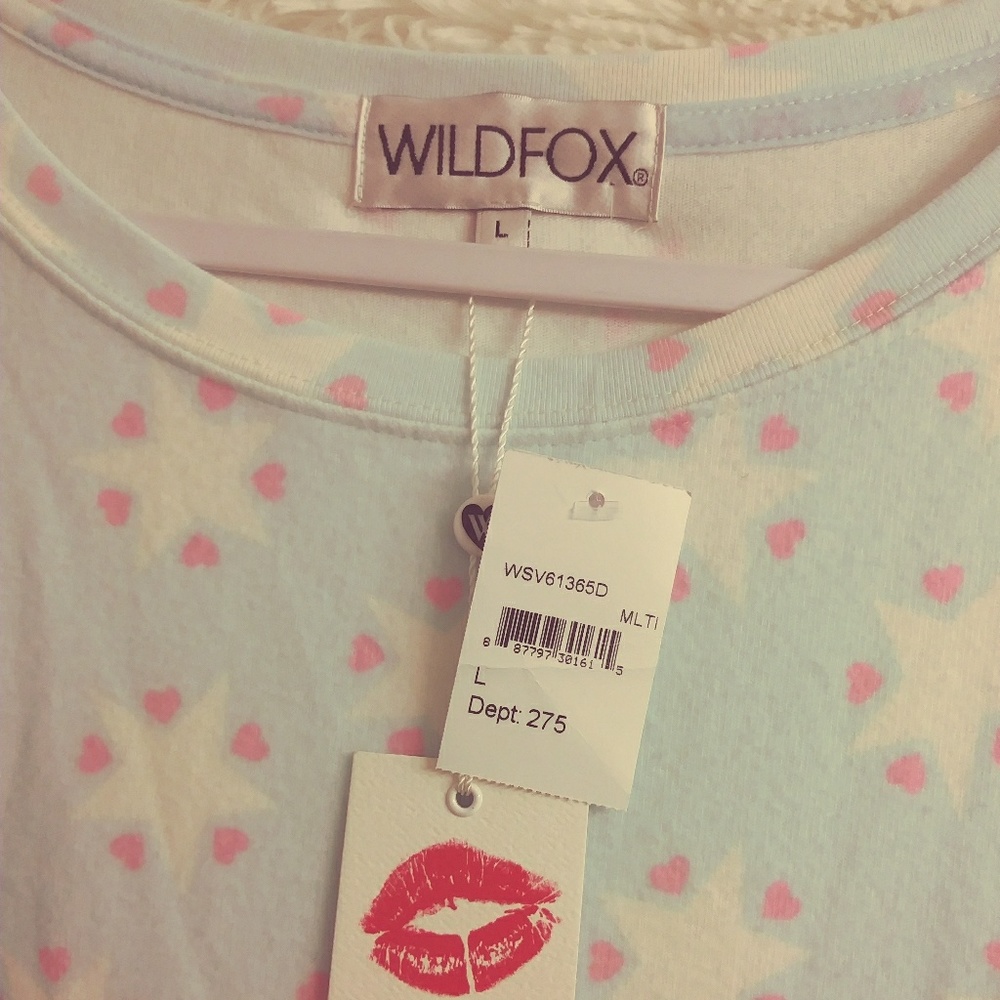 WILDFOX®
L
WSV61365D
MLTI
8 87797 30161 5
L
Dept: 275